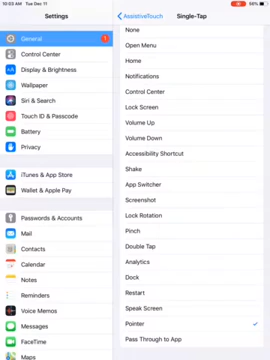 10:03 AM Tue Dec 11
58%
Settings
AssistiveTouch
Single-Tap
General
1
Control Center
Display & Brightness
Wallpaper
Siri & Search
Touch ID & Passcode
Battery
Privacy
iTunes & App Store
Wallet & Apple Pay
Passwords & Accounts
Mail
Contacts
Calendar
Notes
Reminders
Voice Memos
Messages
FaceTime
Maps
None
Open Menu
Home
Notifications
Control Center
Lock Screen
Volume Up
Volume Down
Accessibility Shortcut
Shake
App Switcher
Screenshot
Lock Rotation
Pinch
Double Tap
Analytics
Dock
Restart
Speak Screen
Pointer
Pass Through to App